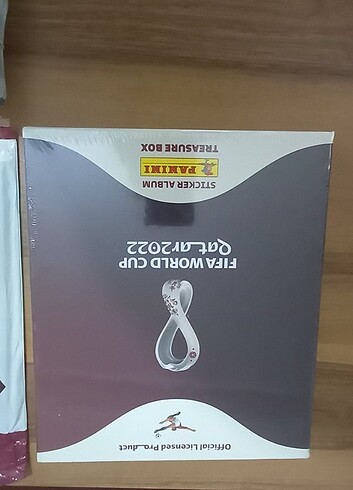 Official Licensed Product
FIFA WORLD CUP
Qatar2022
STICKER ALBUM
PANINI
TREASURE BOX